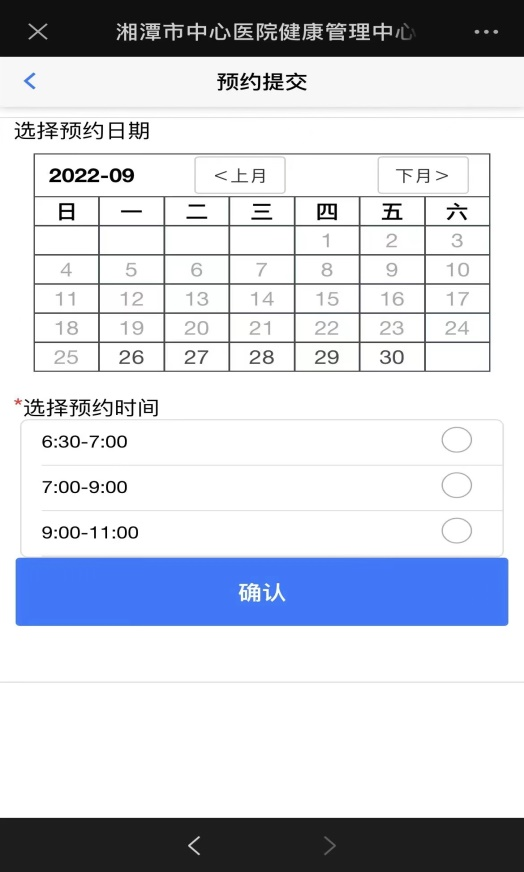 湘潭市中心医院健康管理中心
预约提交
选择预约日期
2022-09 <上月 下月>
日 一 二 三 四 五 六
1 2 3
4 5 6 7 8 9 10
11 12 13 14 15 16 17
18 19 20 21 22 23 24
25 26 27 28 29 30
*选择预约时间
6:30-7:00
7:00-9:00
9:00-11:00
确认